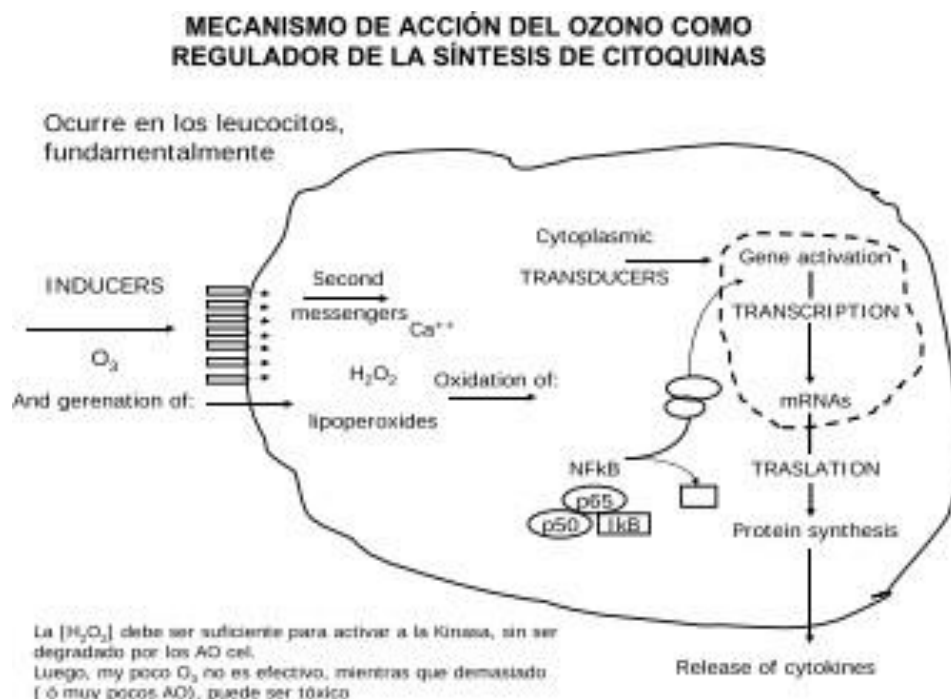 MECANISMO DE ACCIÓN DEL OZONO COMO
REGULADOR DE LA SÍNTESIS DE CITOQUINAS
Ocurre en los leucocitos,
fundamentalmente
INDUCERS
O₃
And gerenation of:
Second
messengers
Ca⁺⁺
H₂O₂
lipoperoxides
Oxidation of:
Cytoplasmic
TRANSDUCERS
Gene activation
TRANSCRIPTION
mRNAs
NFkB
p65
p50
IkB
TRASLATION
Protein synthesis
Release of cytokines
La [H₂O₂] debe ser suficiente para activar a la Kinasa, sin ser
degradado por los AO cel.
Luego, my poco O₃ no es efectivo, mientras que demasiado
( ó muy pocos AO), puede ser tóxico